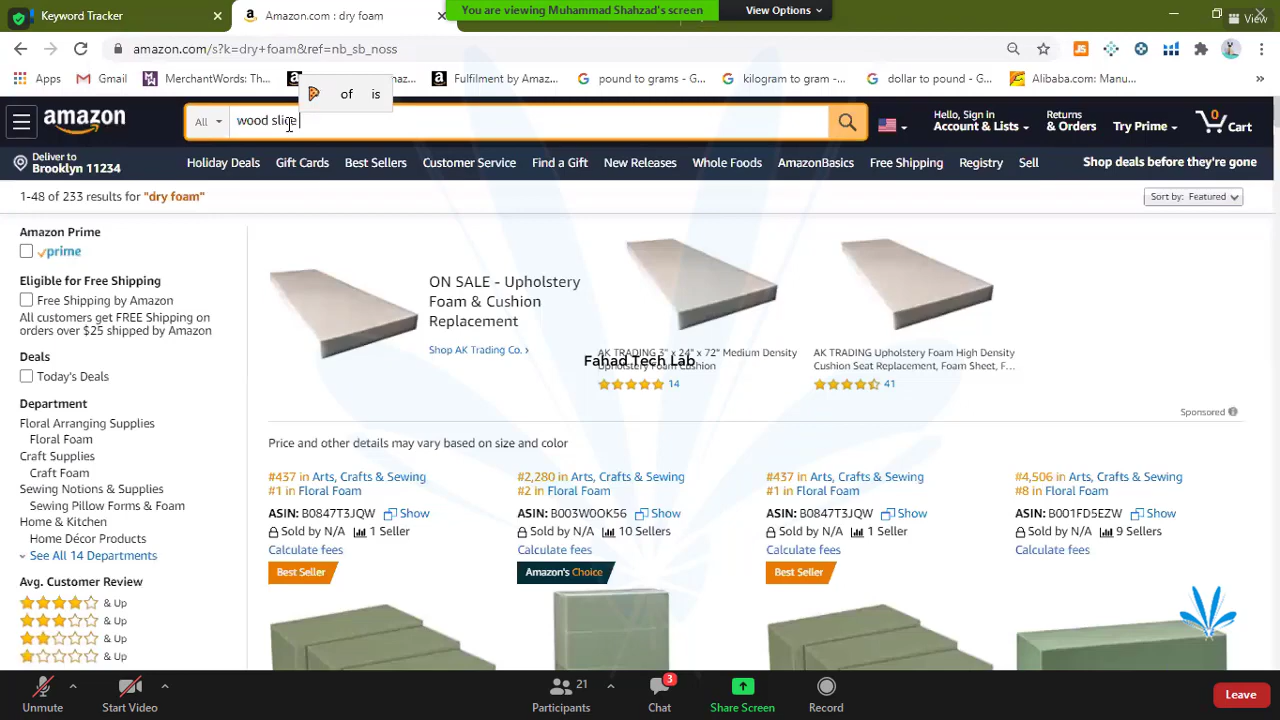 Keyword Tracker
Amazon.com : dry foam
You are viewing Muhammad Shahzad's screen
View Options
View
amazon.com/s?k=dry+foam&ref=nb_sb_noss
Apps
Gmail
MerchantWords: Th...
maz...
Fulfilment by Amaz...
pound to grams - G...
kilogram to gram -...
dollar to pound - G...
Alibaba.com: Manu...
of is
amazon
All
wood slice
Hello, Sign in
Account & Lists
Returns
& Orders
Try Prime
0
Cart
Deliver to
Brooklyn 11234
Holiday Deals
Gift Cards
Best Sellers
Customer Service
Find a Gift
New Releases
Whole Foods
AmazonBasics
Free Shipping
Registry
Sell
Shop deals before they're gone
1-48 of 233 results for "dry foam"
Sort by: Featured
Amazon Prime
prime
Eligible for Free Shipping
Free Shipping by Amazon
All customers get FREE Shipping on
orders over $25 shipped by Amazon
Deals
Today's Deals
Department
Floral Arranging Supplies
Floral Foam
Craft Supplies
Craft Foam
Sewing Notions & Supplies
Sewing Pillow Forms & Foam
Home & Kitchen
Home Décor Products
See All 14 Departments
Avg. Customer Review
& Up
& Up
& Up
& Up
ON SALE - Upholstery
Foam & Cushion
Replacement
Shop AK Trading Co. ›
AK TRADING 3" x 24" x 72" Medium Density
Upholstery Foam Cushion
14
Fahad Tech Lab
AK TRADING Upholstery Foam High Density
Cushion Seat Replacement, Foam Sheet, F...
41
Sponsored
Price and other details may vary based on size and color
#437 in Arts, Crafts & Sewing
#1 in Floral Foam
ASIN: B0847T3JQW Show
Sold by N/A 1 Seller
Calculate fees
Best Seller
#2,280 in Arts, Crafts & Sewing
#2 in Floral Foam
ASIN: B003WOOK56 Show
Sold by N/A 10 Sellers
Calculate fees
Amazon's Choice
#437 in Arts, Crafts & Sewing
#1 in Floral Foam
ASIN: B0847T3JQW Show
Sold by N/A 1 Seller
Calculate fees
Best Seller
#4,506 in Arts, Crafts & Sewing
#8 in Floral Foam
ASIN: B001FD5EZW Show
Sold by N/A 9 Sellers
Calculate fees
Unmute
Start Video
21
Participants
3
Chat
Share Screen
Record
Leave